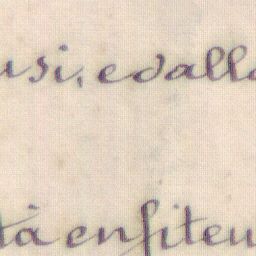 usi, e dalla
tà enfiteu